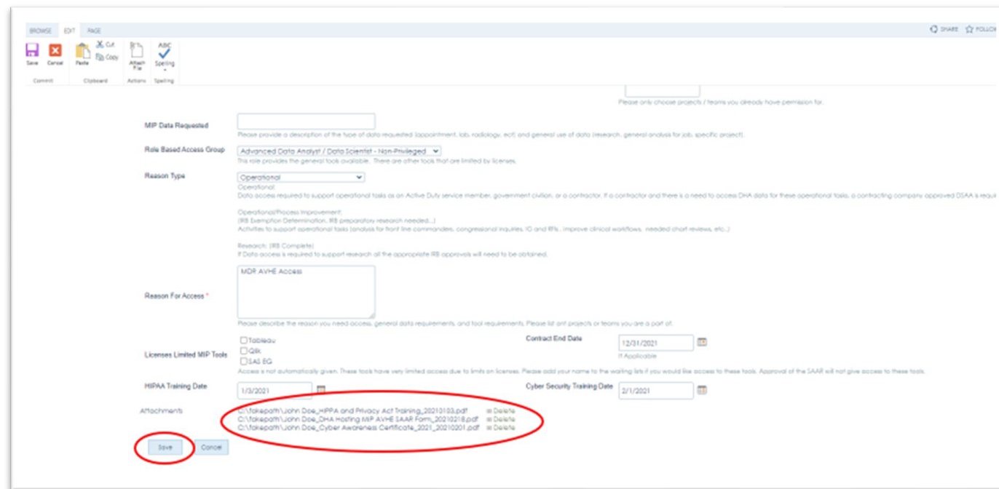 BROWSE EDIT PAGE SHARE FOLLOW
Save Cancel Paste Cut Copy Attach File ABC Spelling
Commit Clipboard Actions Spelling
Please only choose projects / teams you already have permission for.
MIP Data Requested
Please provide a description of the type of data requested (appointment, lab, radiology, ect) and general use of data (research, general analysis for job, specific project).
Role Based Access Group Advanced Data Analyst / Data Scientist - Non-Privileged
This role provides the general tools available. There are other tools that are limited by licenses.
Reason Type Operational
Operational:
Data access required to support operational tasks as an Active Duty service member, government civilian, or a contractor. If a contractor and there is a need to access DHA data for these operational tasks, a contracting company approved DSAA is requi
Operational/Process Improvement:
(IRB Exemption Determination, IRB preparatory research needed...)
Activities to support operational tasks (analysis for front line commanders, congressional inquiries, IG and RFIs , improve clinical workflows, needed chart reviews, etc..)
Research: (IRB Complete)
If Data access is required to support research all the appropriate IRB approvals will need to be obtained.
MDR AVHE Access
Reason For Access *
Please describe the reason you need access, general data requirements, and tool requirements. Please list ant projects or teams you are a part of.
Licenses Limited MIP Tools
Tableau
Qlik
SAS EG
Contract End Date 12/31/2021
If Applicable
Access is not automatically given. These tools have very limited access due to limits on licenses. Please add your name to the waiting lists if you would like access to these tools. Approval of the SAAR will not give access to these tools.
HIPAA Training Date 1/3/2021 Cyber Security Training Date 2/1/2021
Attachments C:\fakepath\John Doe_HIPPA and Privacy Act Training_20210103.pdf Delete
C:\fakepath\John Doe_DHA Hosting MIP AVHE SAAR Form_20210218.pdf Delete
C:\fakepath\John Doe_Cyber Awareness Certificate_2021_20210201.pdf Delete
Save Cancel